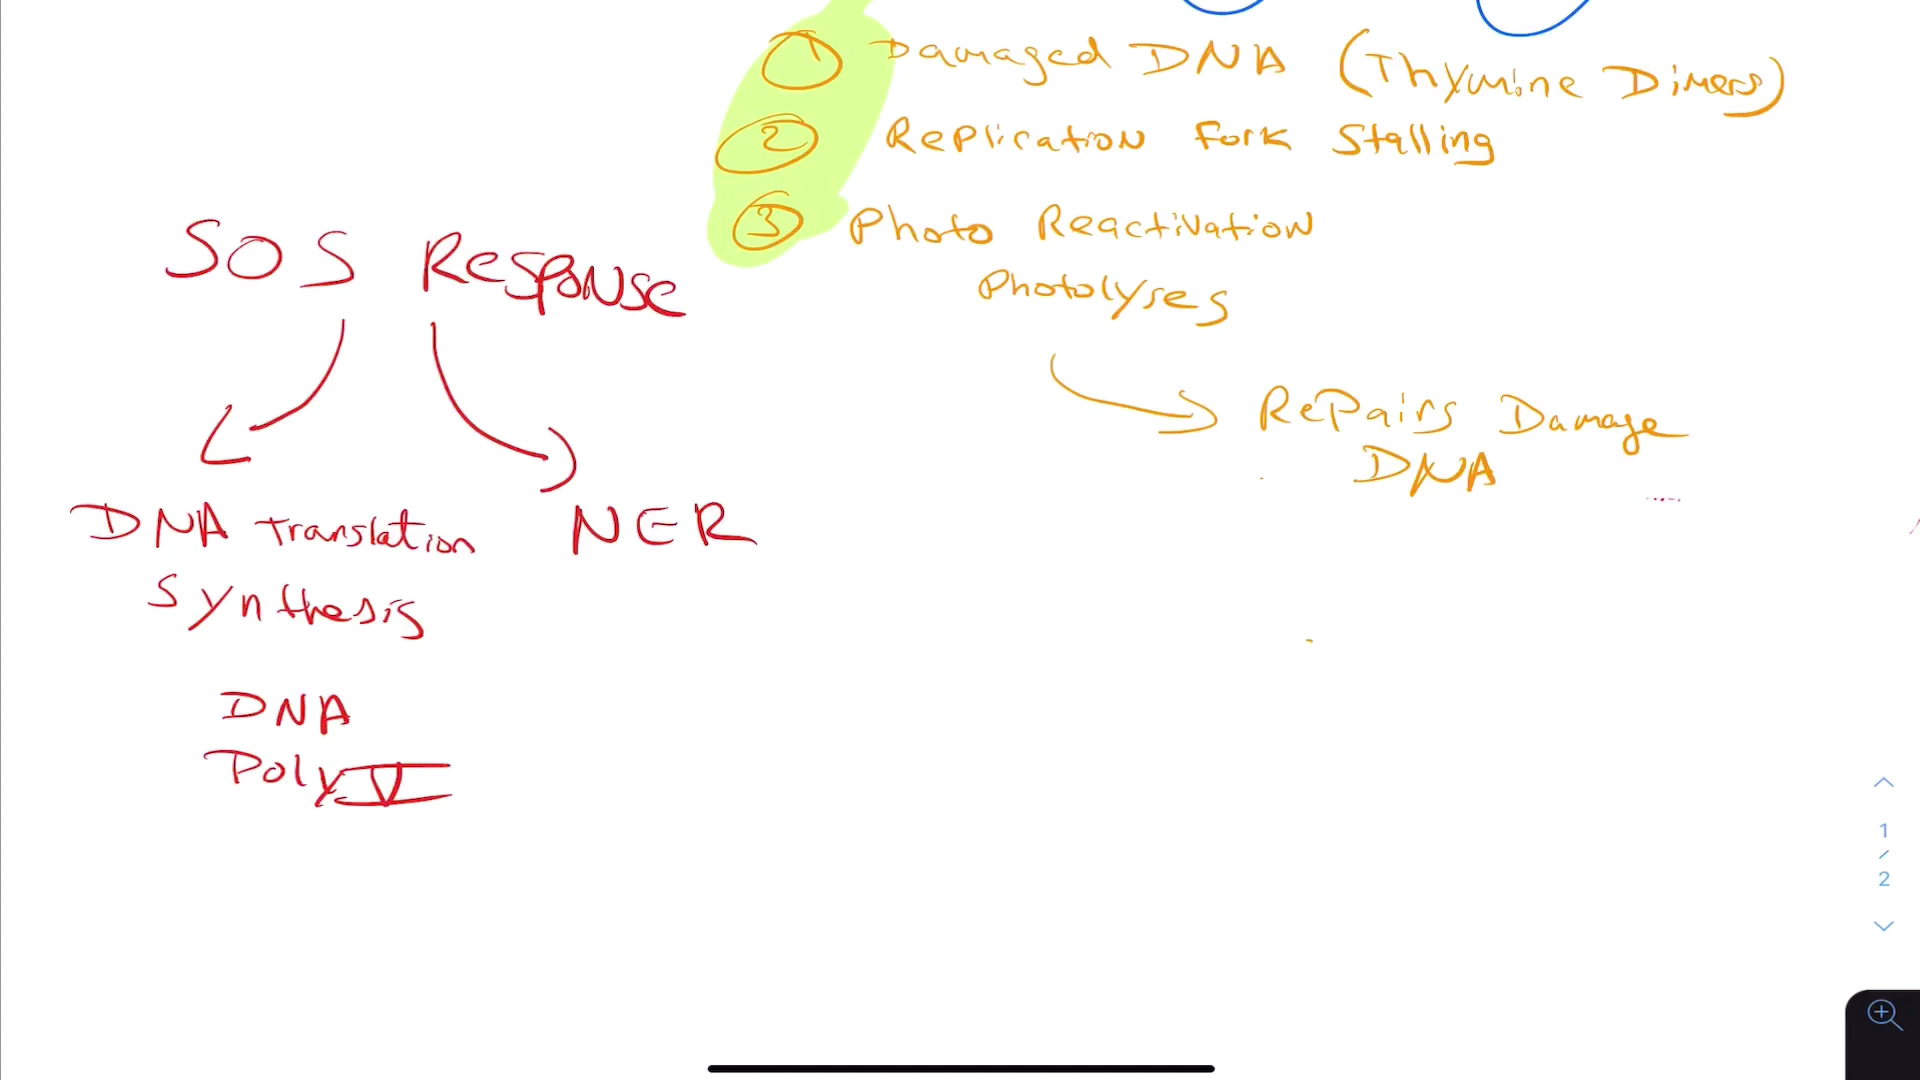 1 Damaged DNA (Thymine Dimers)
2 Replication Fork Stalling
3 Photo Reactivation
Photolyses
Repairs Damage
DNA
SOS Response
DNA Translation
Synthesis
NER
DNA
Poly V
1
/
2